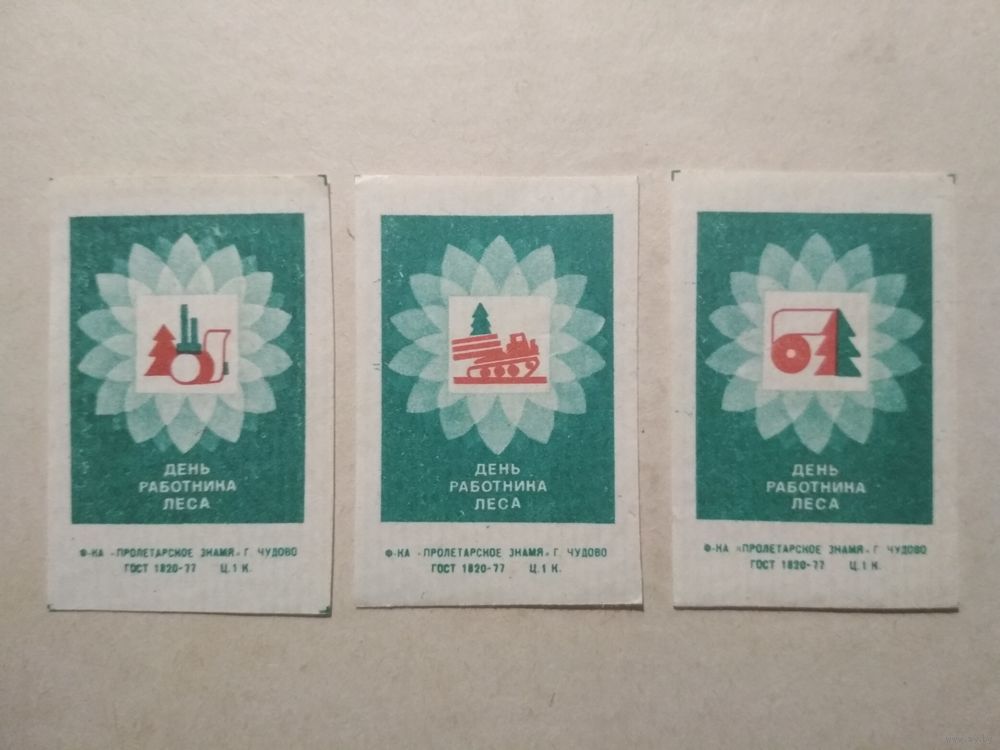 ДЕНЬ
РАБОТНИКА
ЛЕСА
Ф-КА «ПРОЛЕТАРСКОЕ ЗНАМЯ» Г. ЧУДОВО
ГОСТ 1820-77 Ц. 1 К.
ДЕНЬ
РАБОТНИКА
ЛЕСА
Ф-КА «ПРОЛЕТАРСКОЕ ЗНАМЯ» Г. ЧУДОВО
ГОСТ 1820-77 Ц. 1 К.
ДЕНЬ
РАБОТНИКА
ЛЕСА
Ф-КА «ПРОЛЕТАРСКОЕ ЗНАМЯ» Г. ЧУДОВО
ГОСТ 1820-77 Ц. 1 К.